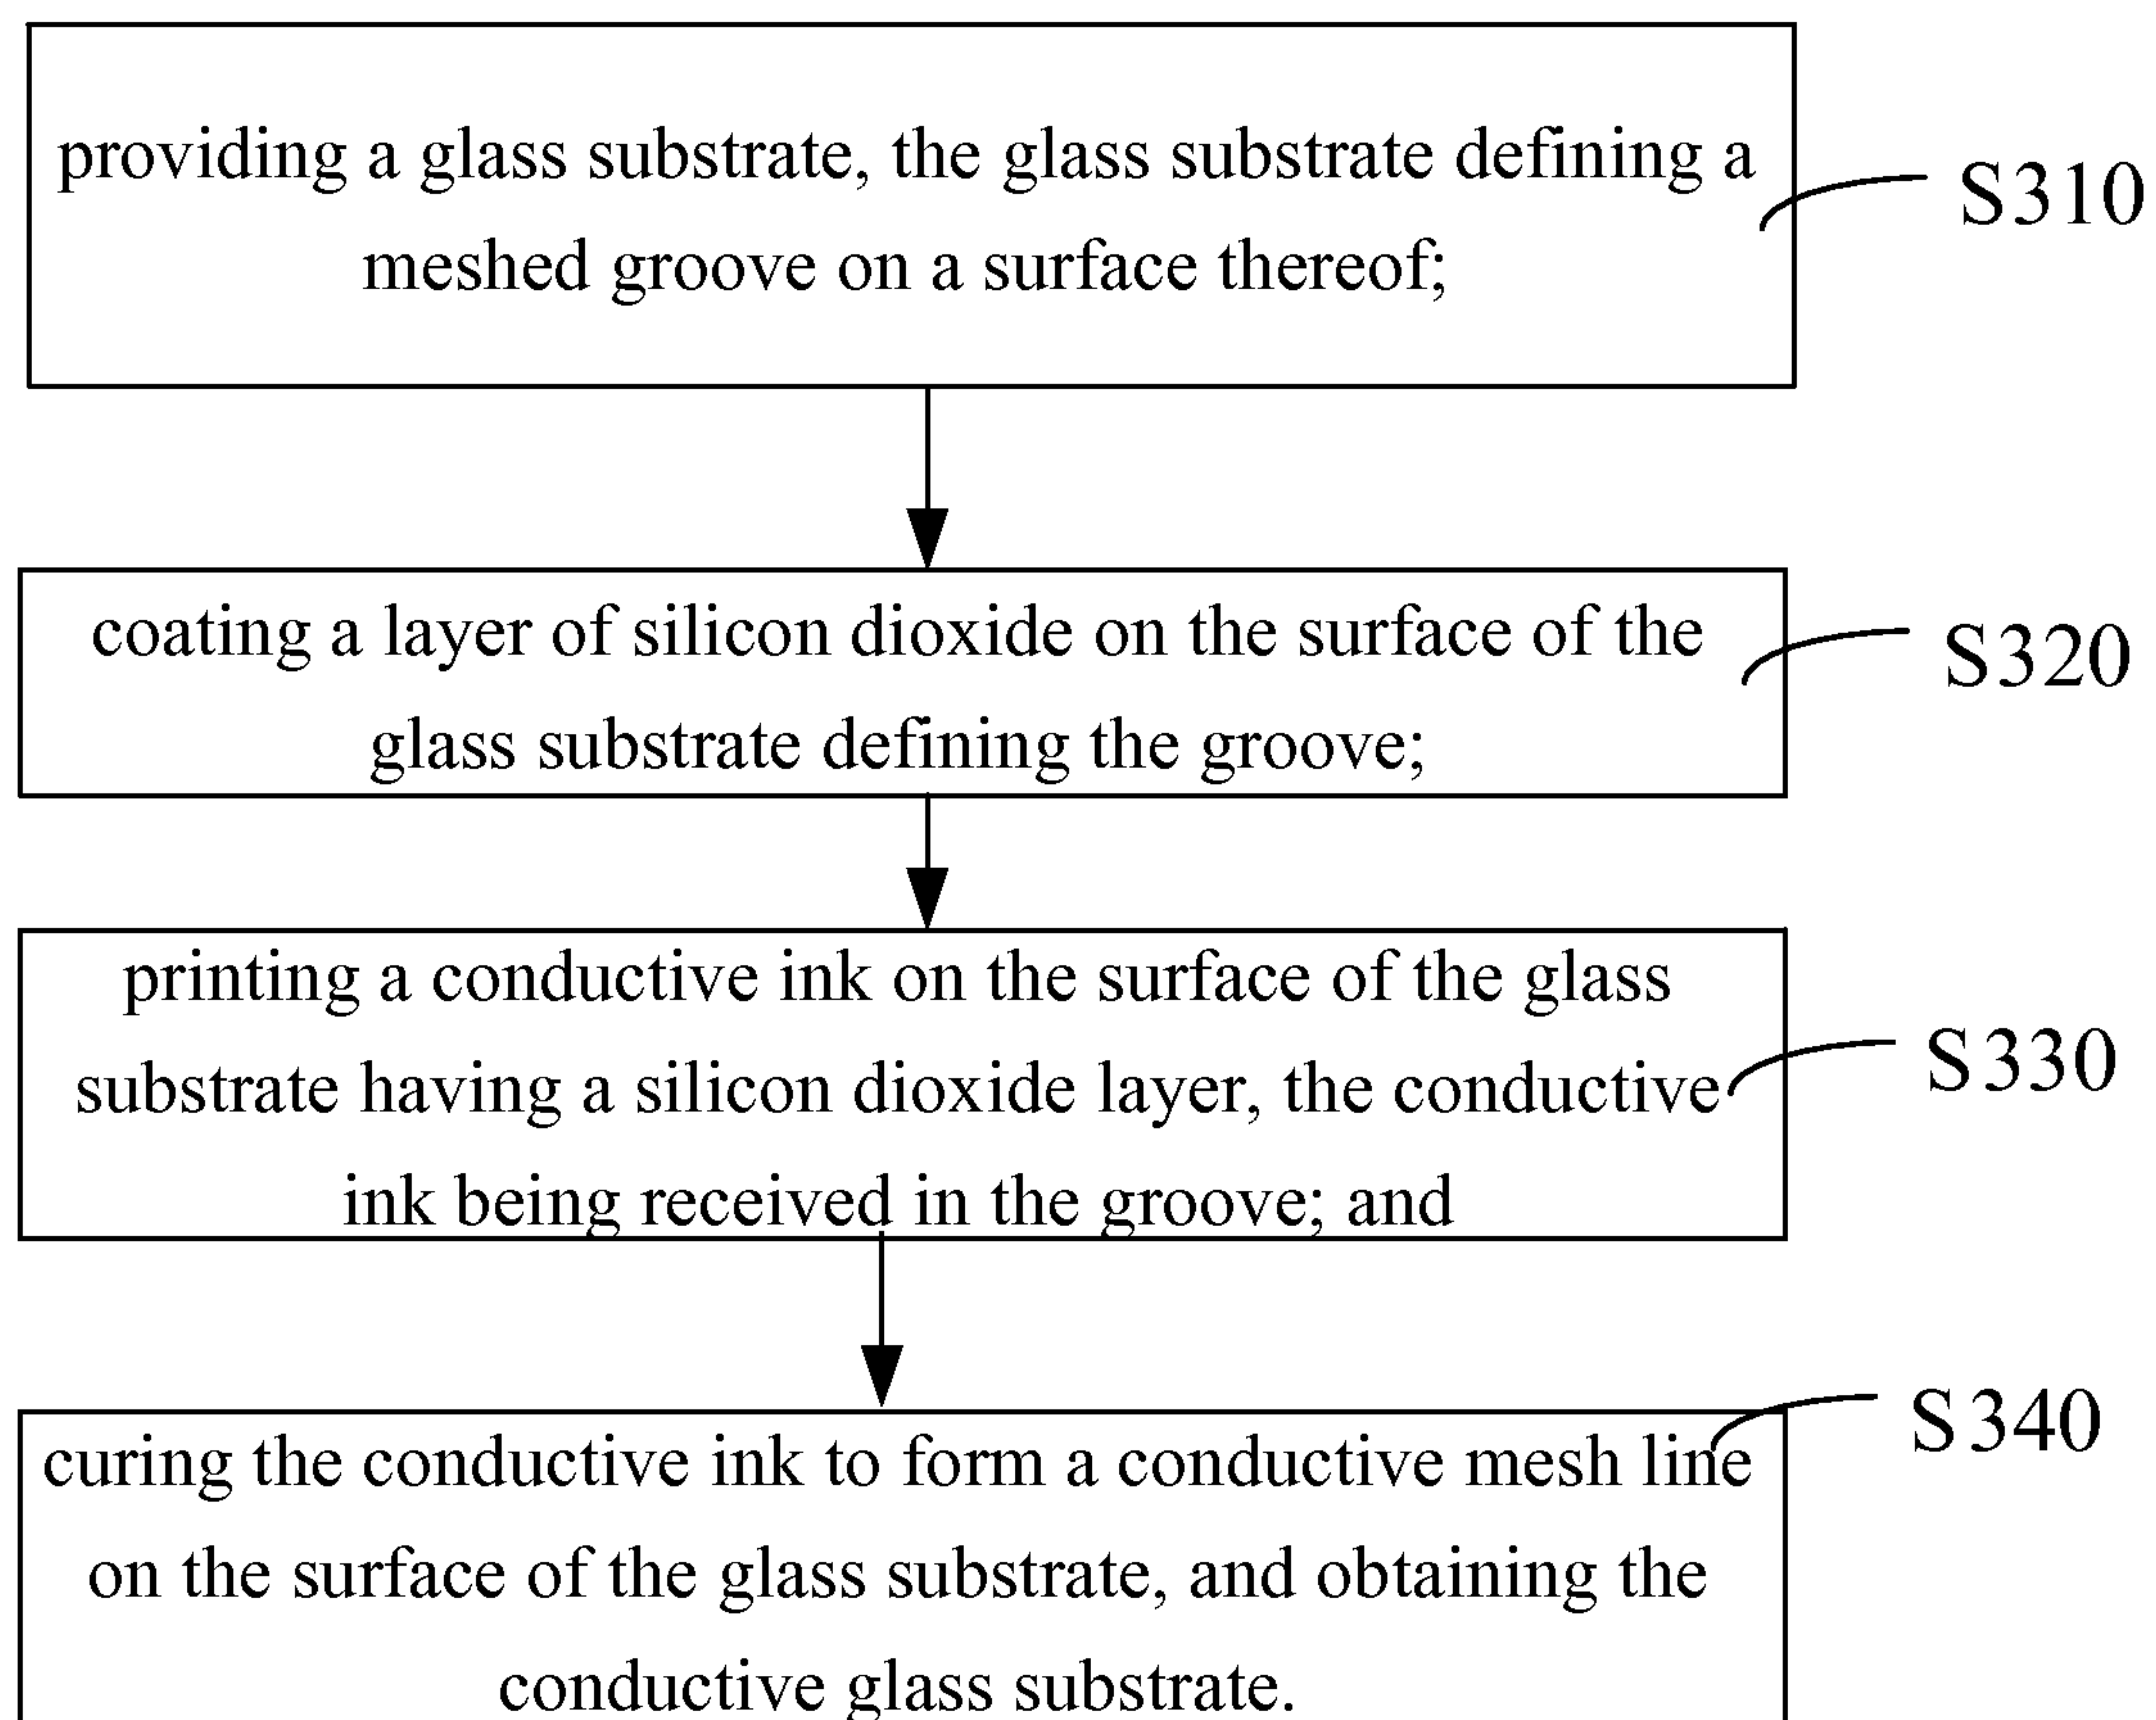 providing a glass substrate, the glass substrate defining a
meshed groove on a surface thereof;
S310
coating a layer of silicon dioxide on the surface of the
glass substrate defining the groove;
S320
printing a conductive ink on the surface of the glass
substrate having a silicon dioxide layer, the conductive
ink being received in the groove; and
S330
curing the conductive ink to form a conductive mesh line
on the surface of the glass substrate, and obtaining the
conductive glass substrate.
S340